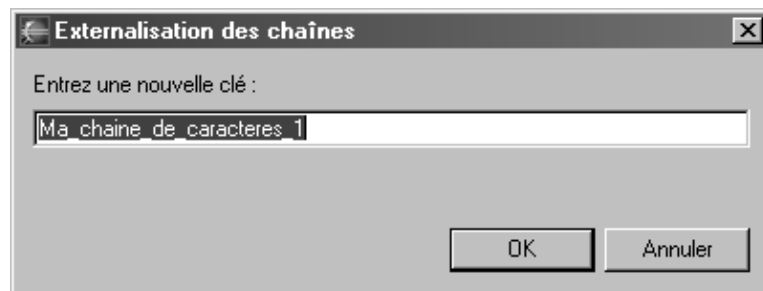 Externalisation des chaînes
Entrez une nouvelle clé :
Ma_chaine_de_caracteres_1
OK Annuler